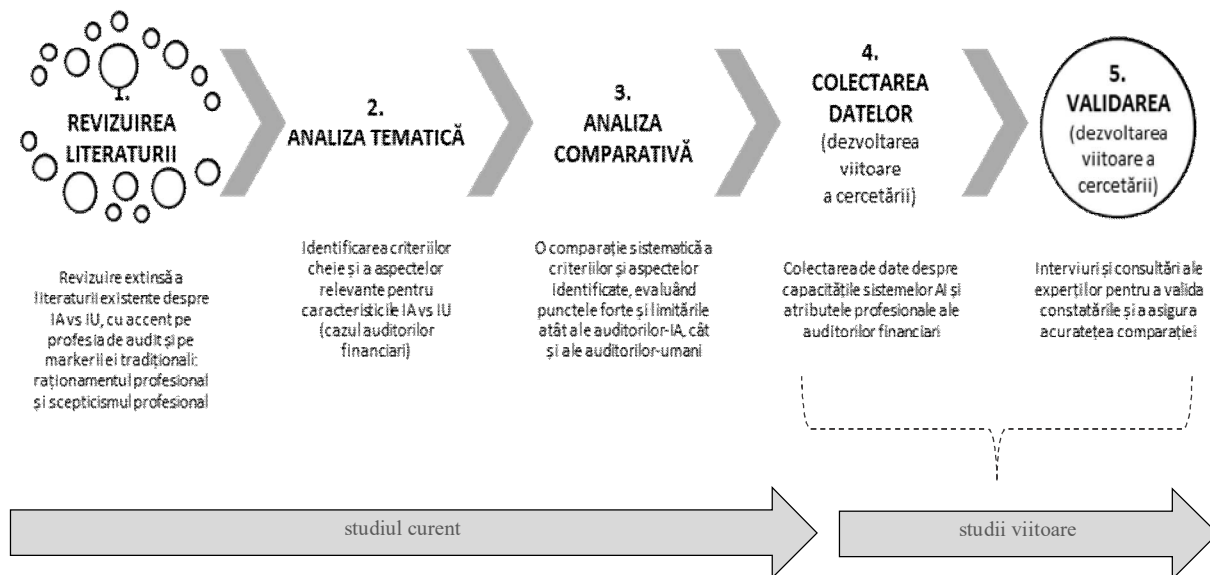 1.
REVIZUIREA
LITERATURII
2.
ANALIZA TEMATICĂ
3.
ANALIZA
COMPARATIVĂ
4.
COLECTAREA
DATELOR
(dezvoltarea
viitoare
a cercetării)
5.
VALIDAREA
(dezvoltarea
viitoare a
cercetării)
Revizuire extinsă a
literaturii existente despre
IA vs IU, cu accent pe
profesia de audit și pe
markerii ei tradiționali:
raționamentul profesional
și scepticismul profesional
Identificarea criteriilor
cheie și a aspectelor
relevante pentru
caracteristicile IA vs IU
(cazul auditorilor
financiari)
O comparație sistematică a
criteriilor și aspectelor
identificate, evaluând
punctele forte și limitările
atât ale auditorilor-IA, cât
și ale auditorilor-umani
Colectarea de date despre
capacitățile sistemelor AI și
atributele profesionale ale
auditorilor financiari
Interviuri și consultări ale
experților pentru a valida
constatările și a asigura
acuratețea comparației
studiul curent
studii viitoare